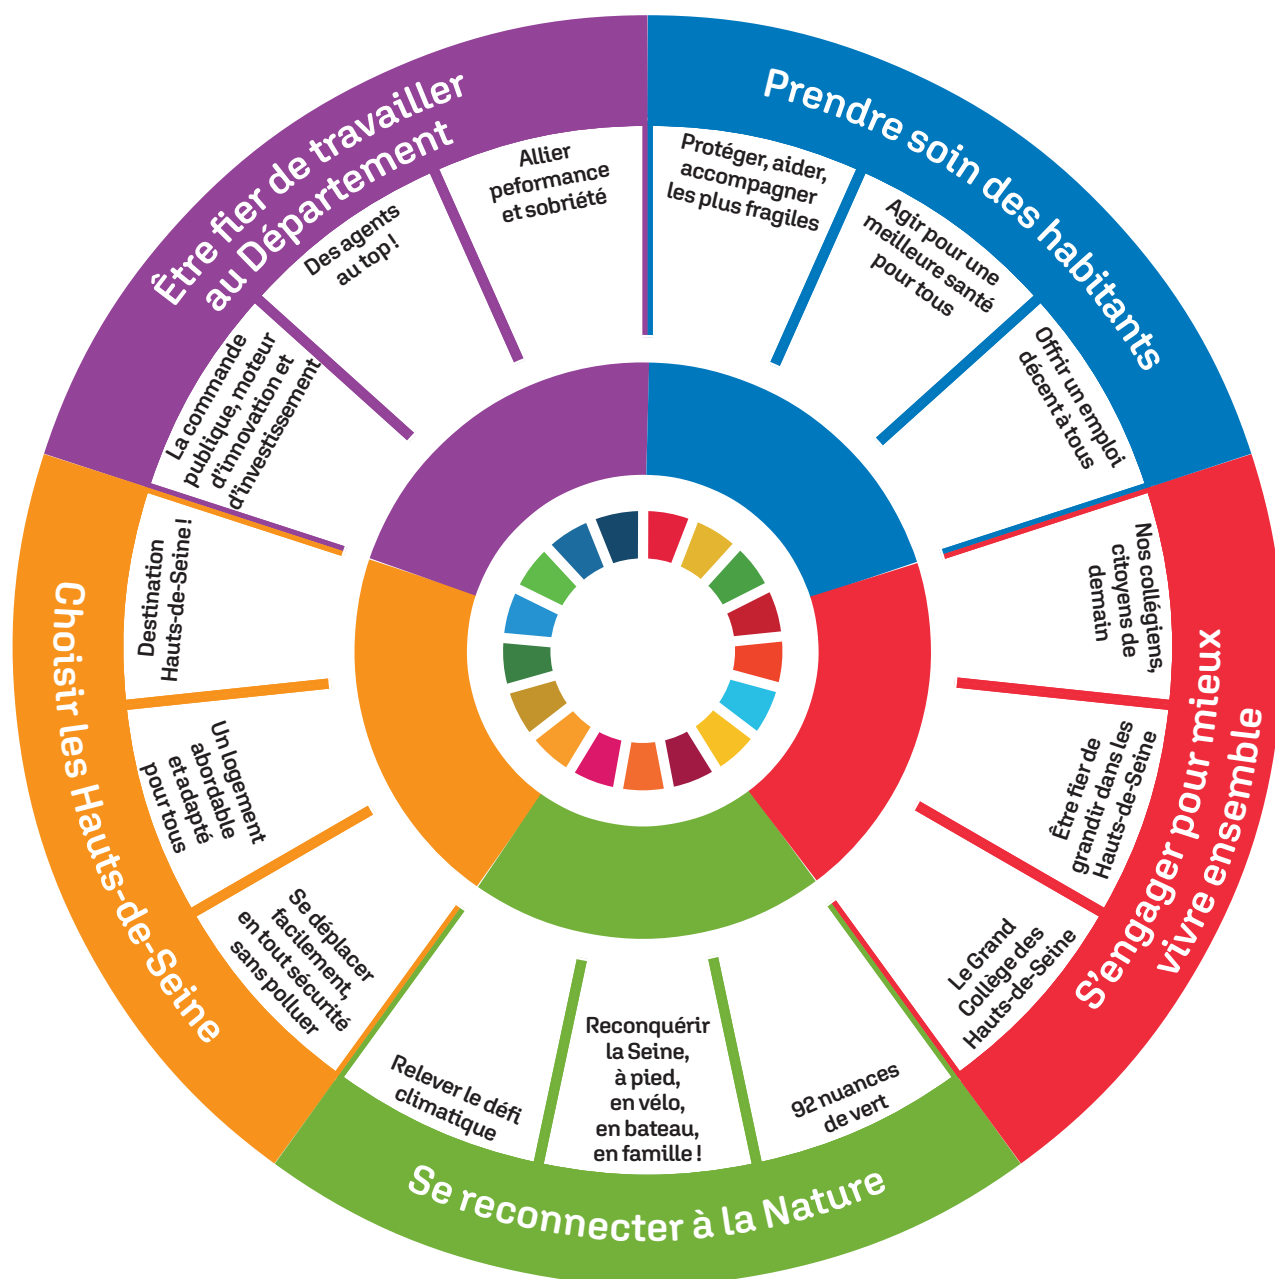 Prendre soin des habitants
Protéger, aider,
accompagner
les plus fragiles
Agir pour une
meilleure santé
pour tous
Offrir un emploi
décent à tous
S'engager pour mieux
vivre ensemble
Nos collégiens,
citoyens de
demain
Être fier de
grandir dans les
Hauts-de-Seine
Le Grand
Collège des
Hauts-de-Seine
Se reconnecter à la Nature
92 nuances
de vert
Reconquérir
la Seine,
à pied,
en vélo,
en bateau,
en famille !
Relever le défi
climatique
Choisir les Hauts-de-Seine
Se déplacer
facilement,
en tout sécurité
sans polluer
Un logement
abordable
et adapté
pour tous
Destination
Hauts-de-Seine !
Être fier de travailler
au Département
La commande
publique, moteur
d'innovation et
d'investissement
Des agents
au top !
Allier
peformance
et sobriété